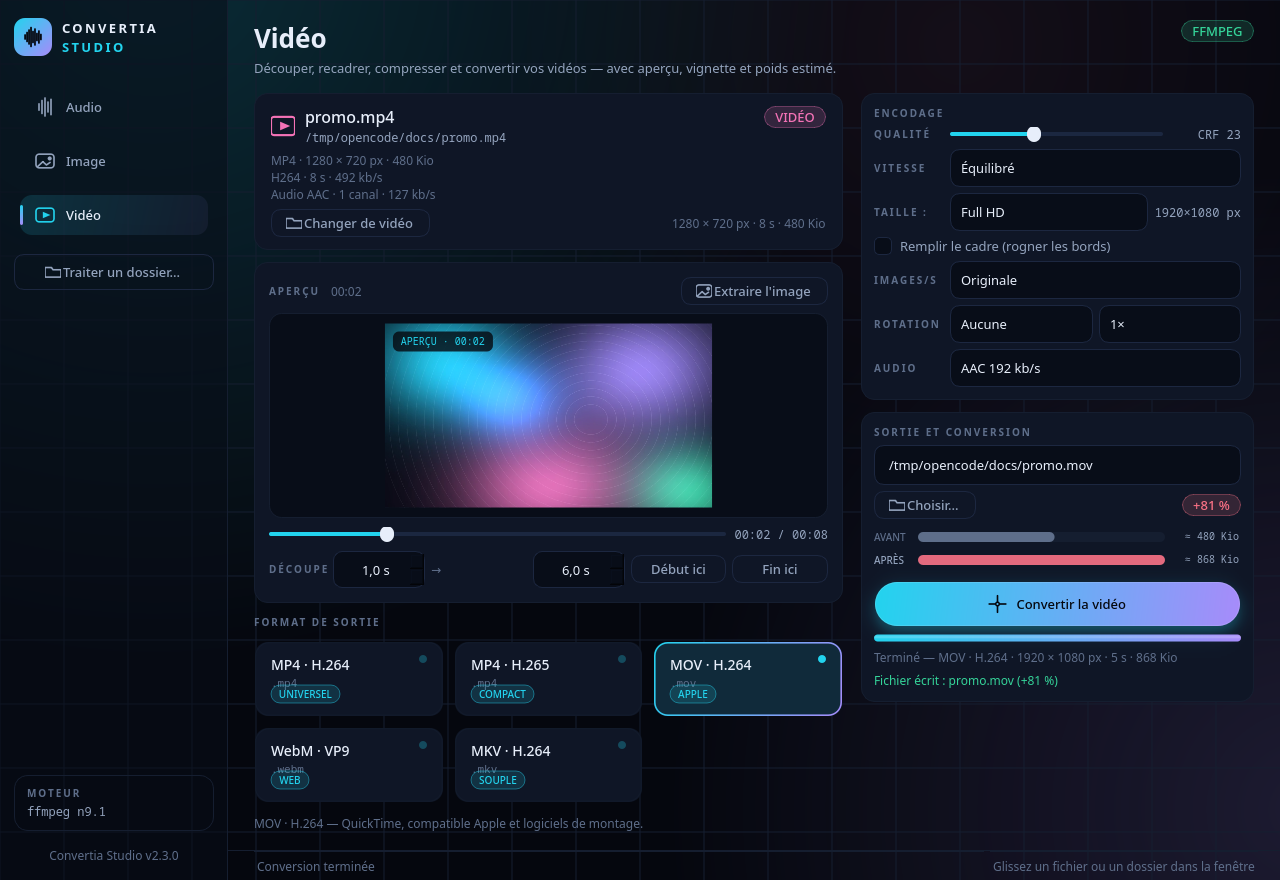 CONVERTIA
STUDIO
Audio
Image
Vidéo
Traiter un dossier…
MOTEUR
ffmpeg n9.1
Convertia Studio v2.3.0
Vidéo
FFMPEG
Découper, recadrer, compresser et convertir vos vidéos — avec aperçu, vignette et poids estimé.
promo.mp4
VIDÉO
/tmp/opencode/docs/promo.mp4
MP4 · 1280 × 720 px · 480 Kio
H264 · 8 s · 492 kb/s
Audio AAC · 1 canal · 127 kb/s
Changer de vidéo
1280 × 720 px · 8 s · 480 Kio
APERÇU 00:02
Extraire l'image
APERÇU · 00:02
00:02 / 00:08
DÉCOUPE 1,0 s → 6,0 s Début ici Fin ici
FORMAT DE SORTIE
MP4 · H.264
.mp4
UNIVERSEL
MP4 · H.265
.mp4
COMPACT
MOV · H.264
.mov
APPLE
WebM · VP9
.webm
WEB
MKV · H.264
.mkv
SOUPLE
MOV · H.264 — QuickTime, compatible Apple et logiciels de montage.
ENCODAGE
QUALITÉ CRF 23
VITESSE Équilibré
TAILLE : Full HD 1920×1080 px
Remplir le cadre (rogner les bords)
IMAGES/S Originale
ROTATION Aucune 1×
AUDIO AAC 192 kb/s
SORTIE ET CONVERSION
/tmp/opencode/docs/promo.mov
Choisir… +81 %
AVANT ≈ 480 Kio
APRÈS ≈ 868 Kio
Convertir la vidéo
Terminé — MOV · H.264 · 1920 × 1080 px · 5 s · 868 Kio
Fichier écrit : promo.mov (+81 %)
Conversion terminée
Glissez un fichier ou un dossier dans la fenêtre